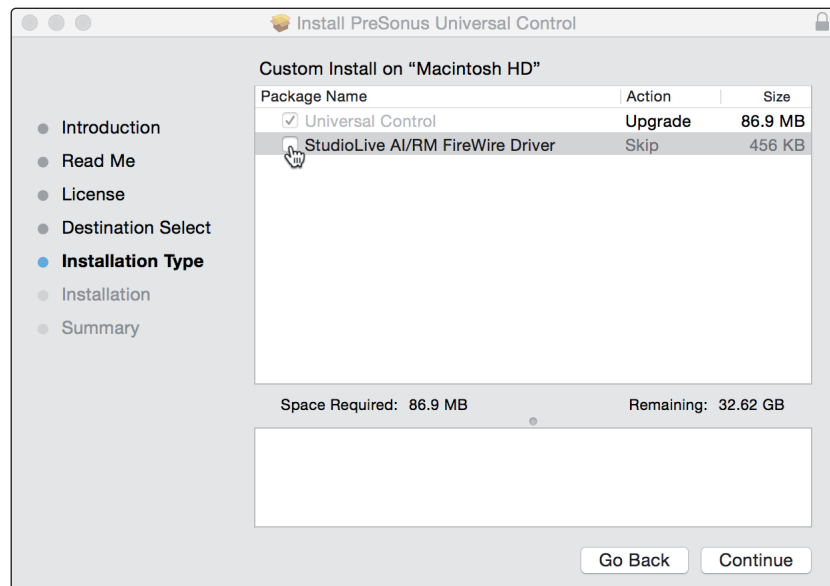 Install PreSonus Universal Control
Custom Install on “Macintosh HD”
Package Name Action Size
Universal Control Upgrade 86.9 MB
StudioLive AI/RM FireWire Driver Skip 456 KB
Introduction
Read Me
License
Destination Select
Installation Type
Installation
Summary
Space Required: 86.9 MB Remaining: 32.62 GB
Go Back Continue